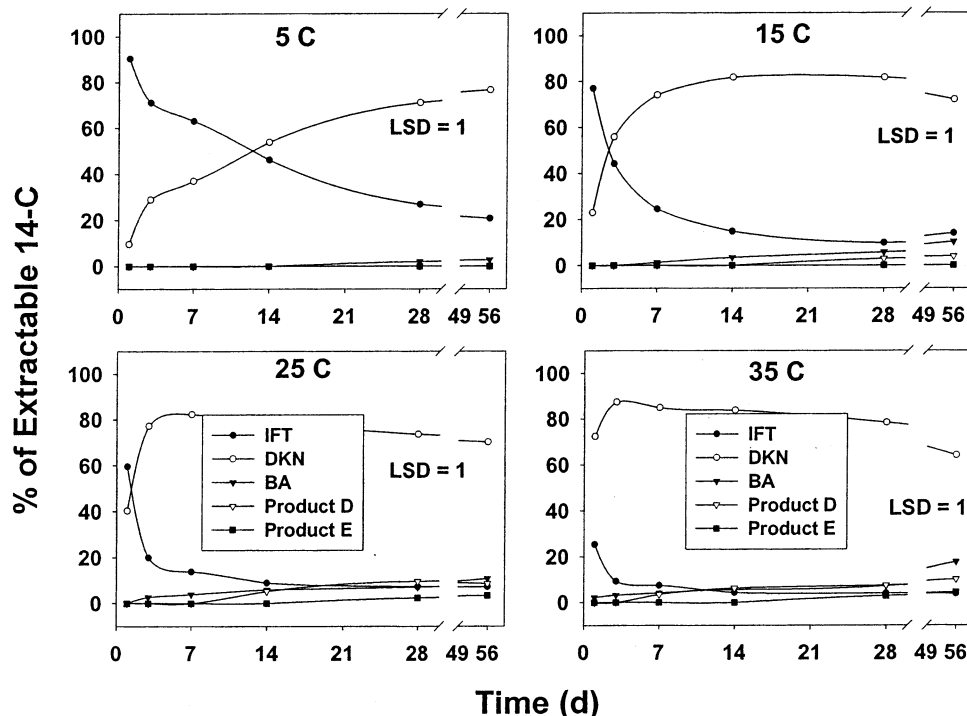 % of Extractable 14-C
5 C
100
80
60
40
20
0
LSD = 1
0 7 14 21 28 49 56
15 C
100
80
60
40
20
0
LSD = 1
0 7 14 21 28 49 56
25 C
100
80
60
40
20
0
IFT
DKN
BA
Product D
Product E
LSD = 1
0 7 14 21 28 49 56
35 C
100
80
60
40
20
0
IFT
DKN
BA
Product D
Product E
LSD = 1
0 7 14 21 28 49 56
Time (d)